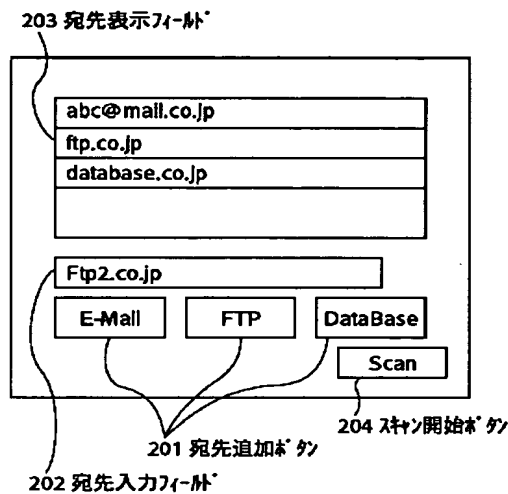 203 宛先表示ﾌｨｰﾙﾄﾞ
abc@mail.co.jp
ftp.co.jp
database.co.jp
Ftp2.co.jp
E-Mail FTP DataBase
Scan
204 ｽｷｬﾝ開始ﾎﾞﾀﾝ
201 宛先追加ﾎﾞﾀﾝ
202 宛先入力ﾌｨｰﾙﾄﾞ